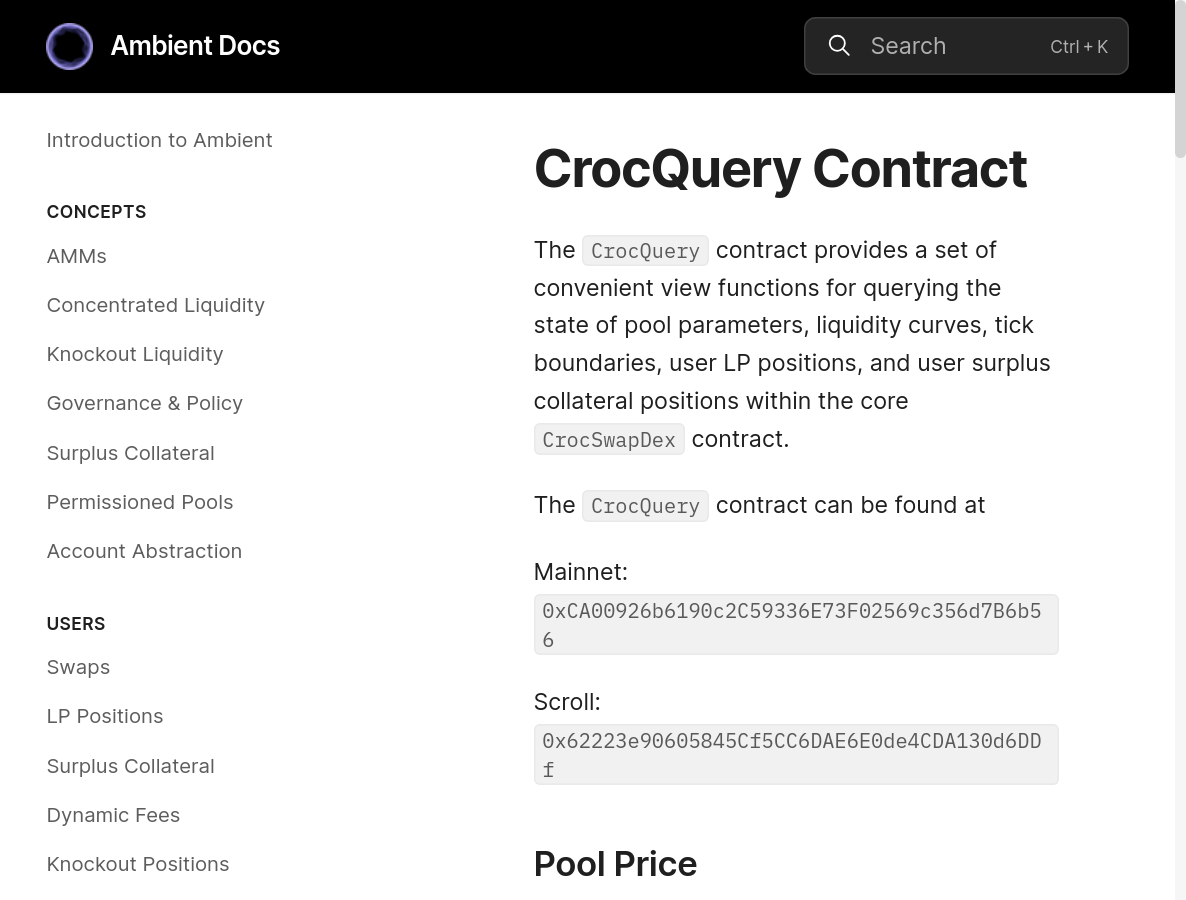 Ambient Docs
Search
Ctrl + K
Introduction to Ambient
CONCEPTS
AMMs
Concentrated Liquidity
Knockout Liquidity
Governance & Policy
Surplus Collateral
Permissioned Pools
Account Abstraction
USERS
Swaps
LP Positions
Surplus Collateral
Dynamic Fees
Knockout Positions
CrocQuery Contract
The CrocQuery contract provides a set of
convenient view functions for querying the
state of pool parameters, liquidity curves, tick
boundaries, user LP positions, and user surplus
collateral positions within the core
CrocSwapDex contract.
The CrocQuery contract can be found at
Mainnet:
0xCA00926b6190c2C59336E73F02569c356d7B6b5
6
Scroll:
0x62223e90605845Cf5CC6DAE6E0de4CDA130d6DD
f
Pool Price